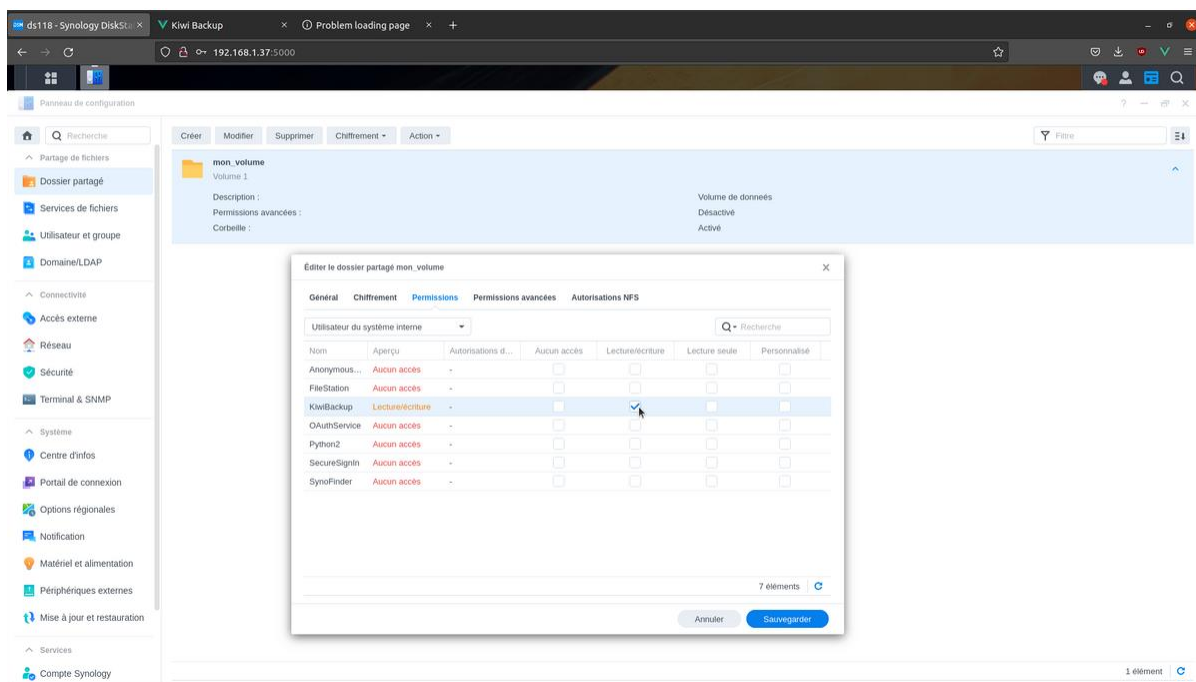 ds118 - Synology DiskSta
Kiwi Backup
Problem loading page
192.168.1.37:5000
Panneau de configuration
Recherche
Partage de fichiers
Dossier partagé
Services de fichiers
Utilisateur et groupe
Domaine/LDAP
Connectivité
Accès externe
Réseau
Sécurité
Terminal & SNMP
Système
Centre d'infos
Portail de connexion
Options régionales
Notification
Matériel et alimentation
Périphériques externes
Mise à jour et restauration
Services
Compte Synology
Créer Modifier Supprimer Chiffrement Action Filtre
mon_volume
Volume 1
Description : Volume de donneés
Permissions avancées : Désactivé
Corbeille : Activé
Éditer le dossier partagé mon_volume
Général Chiffrement Permissions Permissions avancées Autorisations NFS
Utilisateur du système interne Recherche
Nom Aperçu Autorisations d... Aucun accès Lecture/écriture Lecture seule Personnalisé
Anonymous... Aucun accès -
FileStation Aucun accès -
KiwiBackup Lecture/écriture -
OAuthService Aucun accès -
Python2 Aucun accès -
SecureSignIn Aucun accès -
SynoFinder Aucun accès -
7 éléments
Annuler Sauvegarder
1 élément